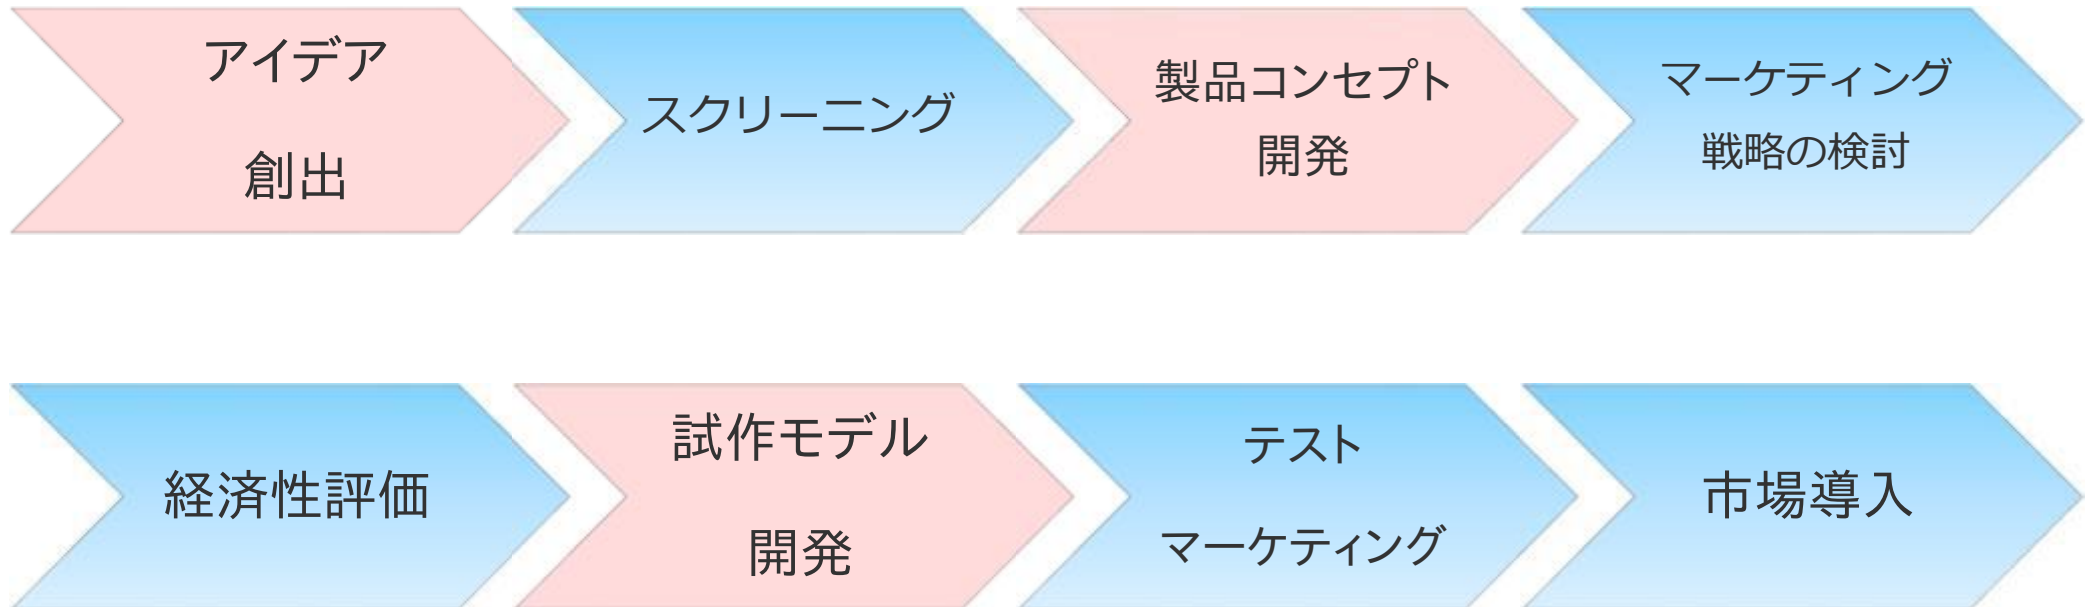 アイデア
創出
スクリーニング
製品コンセプト
開発
マーケティング
戦略の検討
経済性評価
試作モデル
開発
テスト
マーケティング
市場導入